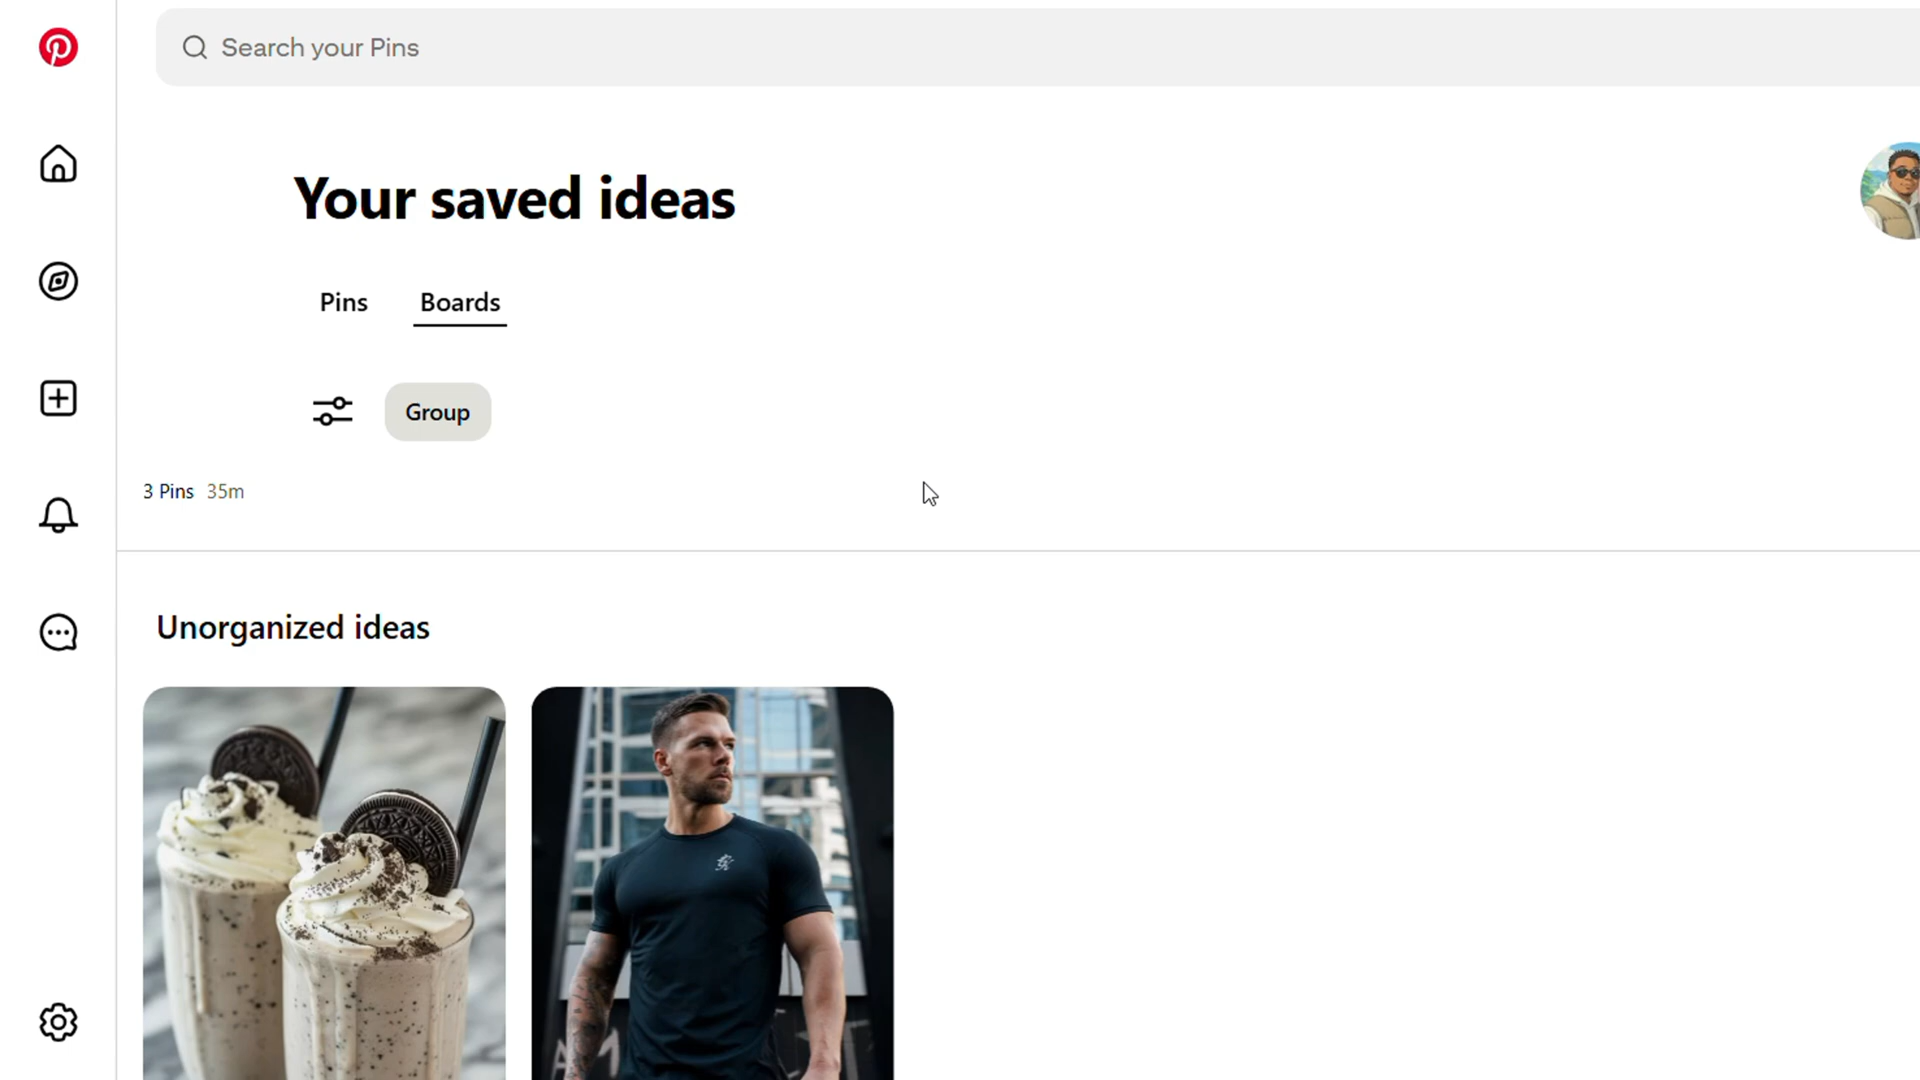 Search your Pins
Your saved ideas
Pins Boards
Group
3 Pins 35m
Unorganized ideas